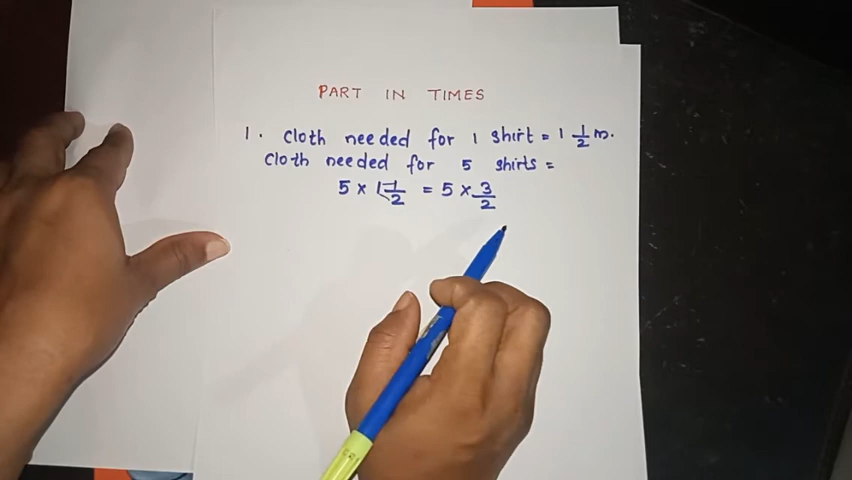 PART IN TIMES
1. Cloth needed for 1 shirt = 1 1/2 m.
Cloth needed for 5 shirts =
5 × 1 1/2 = 5 × 3/2